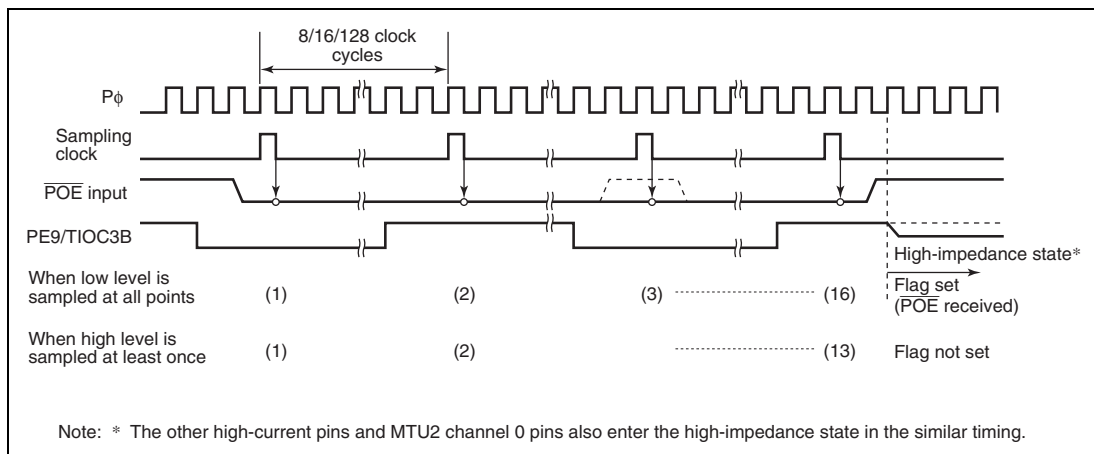 8/16/128 clock
cycles
Pϕ
Sampling
clock
POE input
PE9/TIOC3B
High-impedance state*
When low level is
sampled at all points
(1) (2) (3) (16)
Flag set
(POE received)
When high level is
sampled at least once
(1) (2) (13) Flag not set
Note: * The other high-current pins and MTU2 channel 0 pins also enter the high-impedance state in the similar timing.